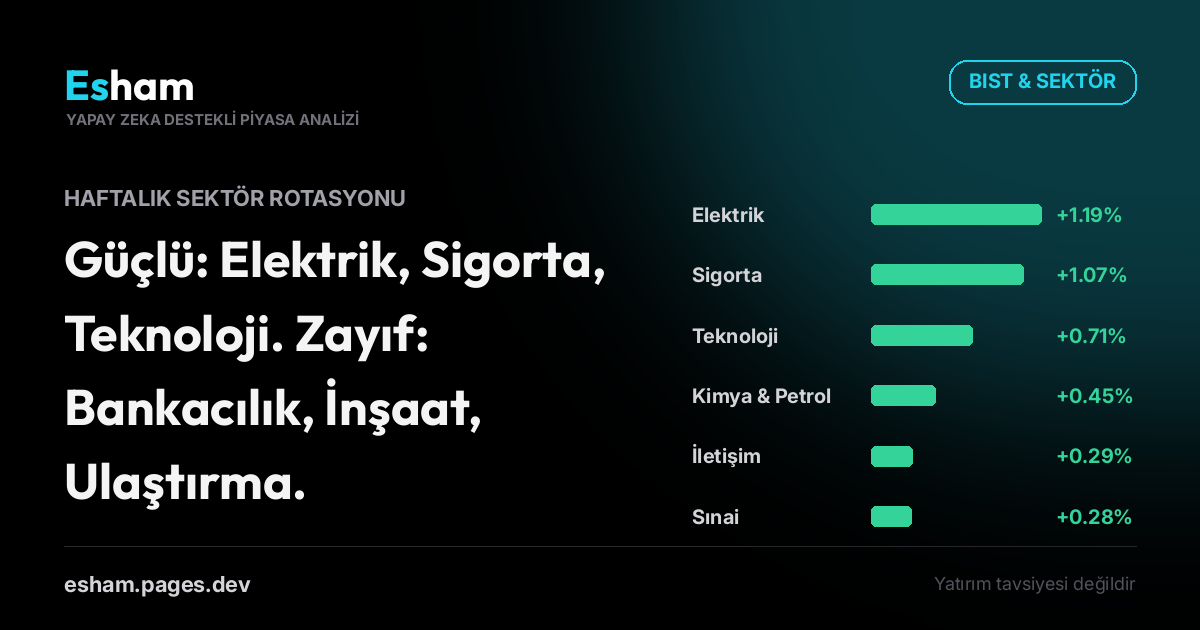 Esham
YAPAY ZEKA DESTEKLİ PİYASA ANALİZİ
BIST & SEKTÖR
HAFTALIK SEKTÖR ROTASYONU
Güçlü: Elektrik, Sigorta,
Teknoloji. Zayıf:
Bankacılık, İnşaat,
Ulaştırma.
Elektrik +1.19%
Sigorta +1.07%
Teknoloji +0.71%
Kimya & Petrol +0.45%
İletişim +0.29%
Sınai +0.28%
esham.pages.dev
Yatırım tavsiyesi değildir